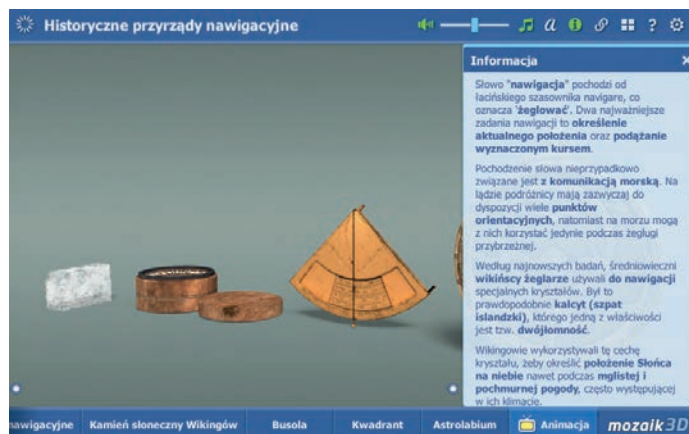 Historyczne przyrządy nawigacyjne
a
?
Informacja
X
Słowo "nawigacja" pochodzi od
łacińskiego szasownika navigare, co
oznacza 'żeglować'. Dwa najważniejsze
zadania nawigacji to określenie
aktualnego położenia oraz podążanie
wyznaczonym kursem.
Pochodzenie słowa nieprzypadkowo
związane jest z komunikacją morską. Na
lądzie podróżnicy mają zazwyczaj do
dyspozycji wiele punktów
orientacyjnych, natomiast na morzu mogą
z nich korzystać jedynie podczas żeglugi
przybrzeżnej.
Według najnowszych badań, średniowieczni
wikińscy żeglarze używali do nawigacji
specjalnych kryształów. Był to
prawdopodobnie kalcyt (szpat
islandzki), którego jedną z właściwości
jest tzw. dwójłomność.
Wikingowie wykorzystywali tę cechę
kryształu, żeby określić położenie Słońca
na niebie nawet podczas mglistej i
pochmurnej pogody, często występującej
w ich klimacie.
nawigacyjne Kamień słoneczny Wikingów Busola Kwadrant Astrolabium Animacja mozaik3D